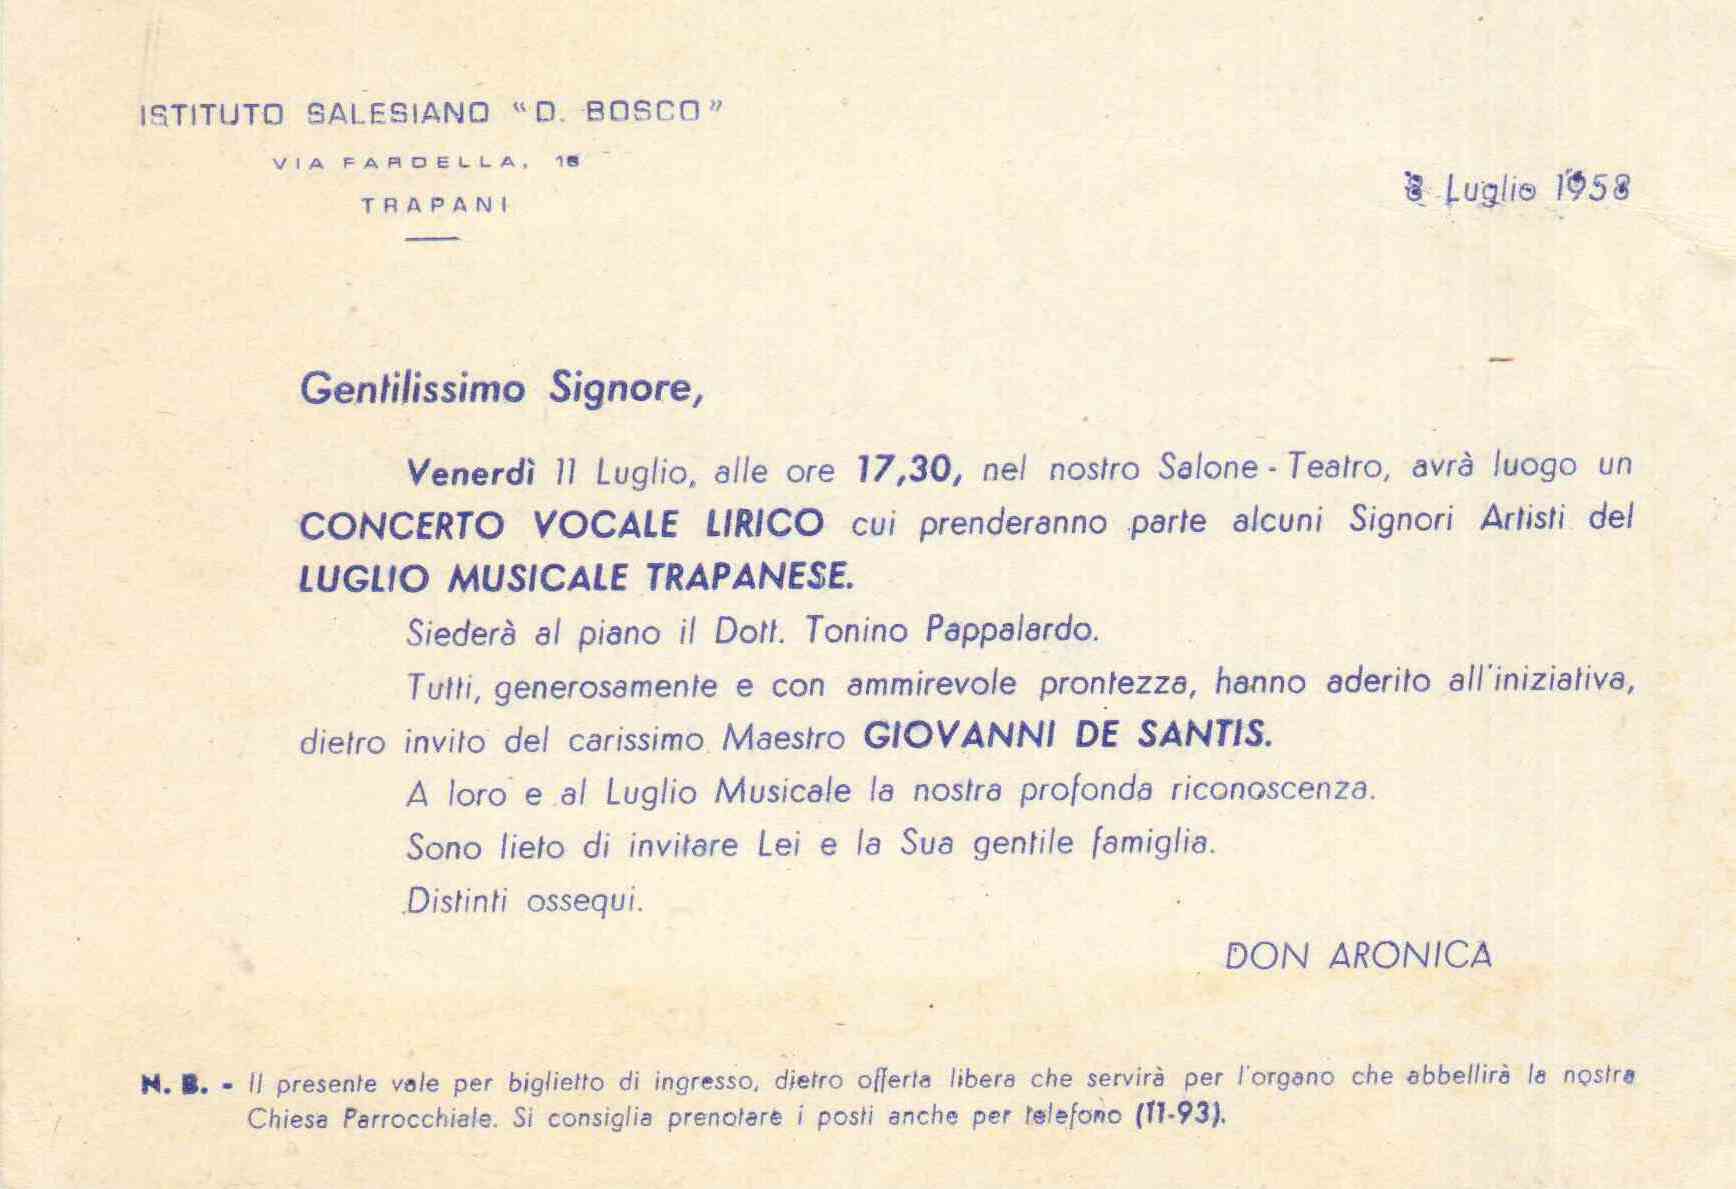 ISTITUTO SALESIANO “D. BOSCO”
VIA FARDELLA, 16
TRAPANI
8 Luglio 1958
Gentilissimo Signore,
Venerdì 11 Luglio, alle ore 17,30, nel nostro Salone - Teatro, avrà luogo un
CONCERTO VOCALE LIRICO cui prenderanno parte alcuni Signori Artisti del
LUGLIO MUSICALE TRAPANESE.
Siederà al piano il Dott. Tonino Pappalardo.
Tutti, generosamente e con ammirevole prontezza, hanno aderito all'iniziativa,
dietro invito del carissimo Maestro GIOVANNI DE SANTIS.
A loro e al Luglio Musicale la nostra profonda riconoscenza.
Sono lieto di invitare Lei e la Sua gentile famiglia.
Distinti ossequi.
DON ARONICA
N. B. - Il presente vale per biglietto di ingresso, dietro offerta libera che servirà per l'organo che abbellirà la nostra
Chiesa Parrocchiale. Si consiglia prenotare i posti anche per telefono (11-93).